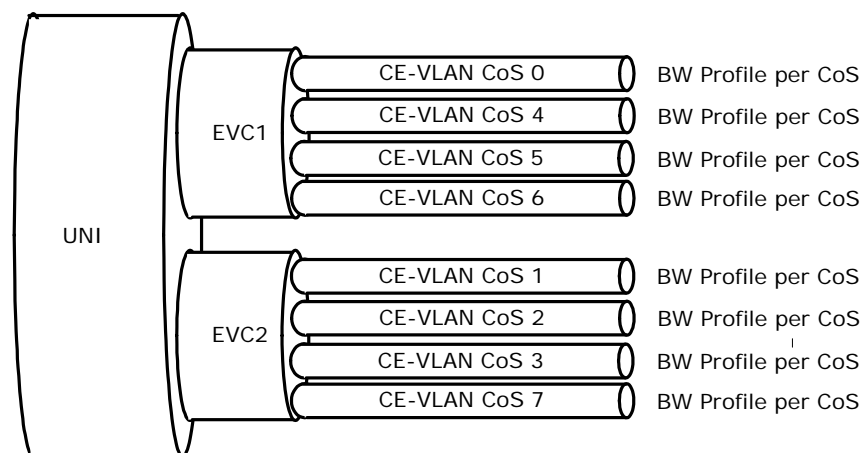 UNI
EVC1
CE-VLAN CoS 0 BW Profile per CoS
CE-VLAN CoS 4 BW Profile per CoS
CE-VLAN CoS 5 BW Profile per CoS
CE-VLAN CoS 6 BW Profile per CoS
EVC2
CE-VLAN CoS 1 BW Profile per CoS
CE-VLAN CoS 2 BW Profile per CoS
CE-VLAN CoS 3 BW Profile per CoS
CE-VLAN CoS 7 BW Profile per CoS